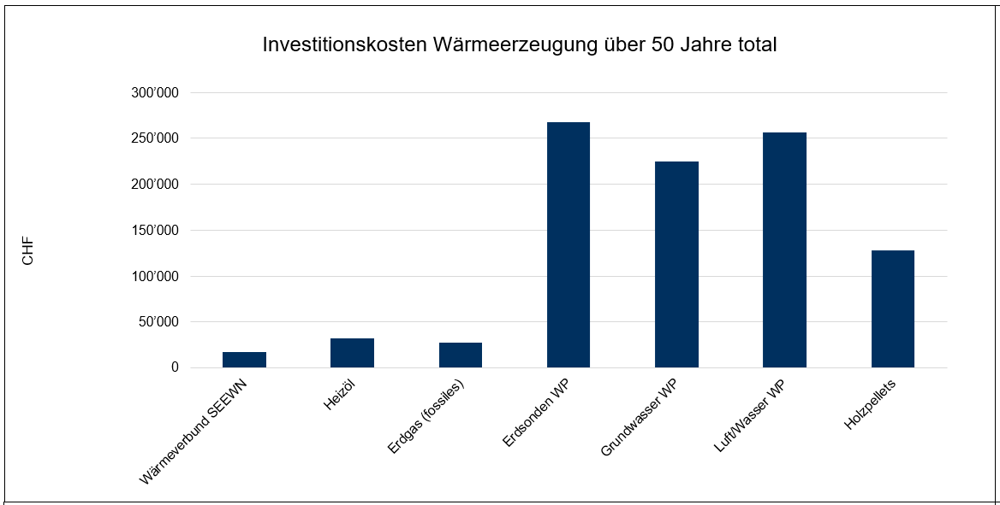 Investitionskosten Wärmeerzeugung über 50 Jahre total
300’000
250’000
200’000
150’000
100’000
50’000
0
CHF
Wärmeverbund SEEWN
Heizöl
Erdgas (fossiles)
Erdsonden WP
Grundwasser WP
Luft/Wasser WP
Holzpellets